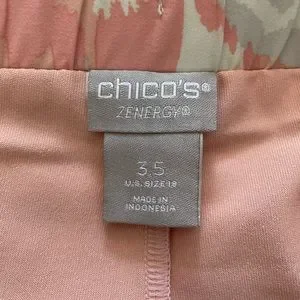 chico's®
ZENERGY®
3.5
U.S. SIZE 18
MADE IN
INDONESIA